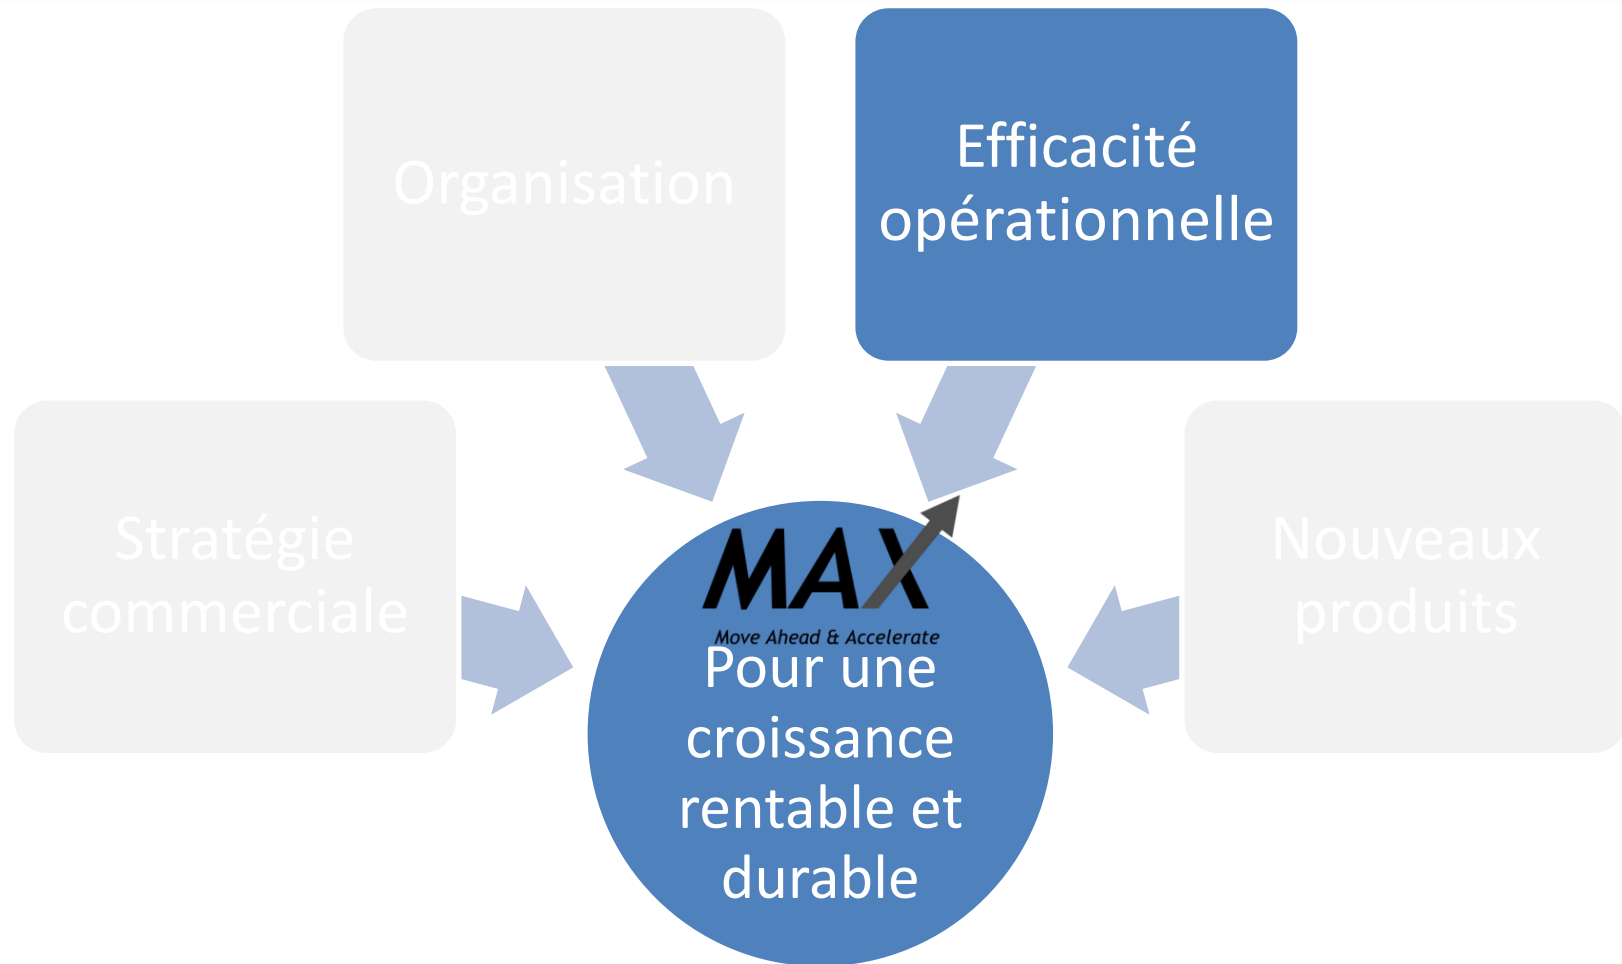 Organisation
Efficacité
opérationnelle
Stratégie
commerciale
Nouveaux
produits
MAX
Move Ahead & Accelerate
Pour une
croissance
rentable et
durable